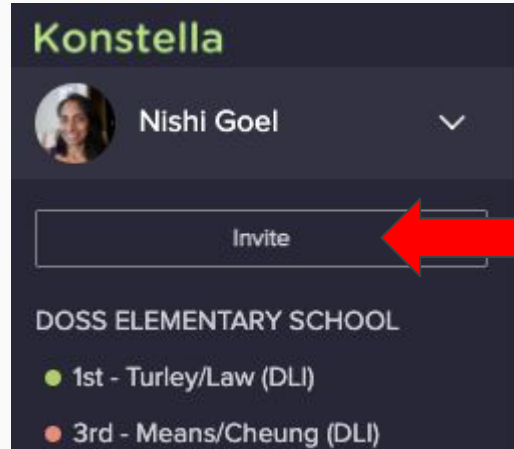 Konstella
Nishi Goel
Invite
DOSS ELEMENTARY SCHOOL
1st - Turley/Law (DLI)
3rd - Means/Cheung (DLI)